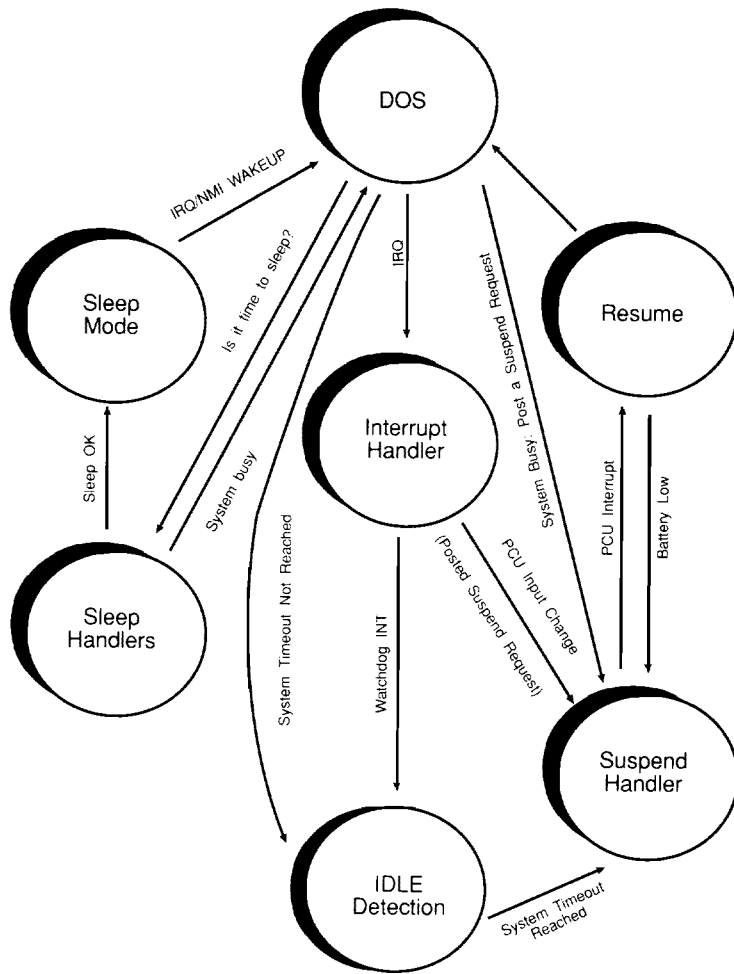 DOS
IRQ/NMI WAKEUP
Is it time to sleep?
System busy
System Timeout Not Reached
IRQ
System Busy: Post a Suspend Request
Sleep
Mode
Resume
Sleep OK
Interrupt
Handler
PCU Interrupt
Battery Low
Sleep
Handlers
Watchdog INT
PCU Input Change
(Posted Suspend Request)
Suspend
Handler
IDLE
Detection
System Timeout
Reached